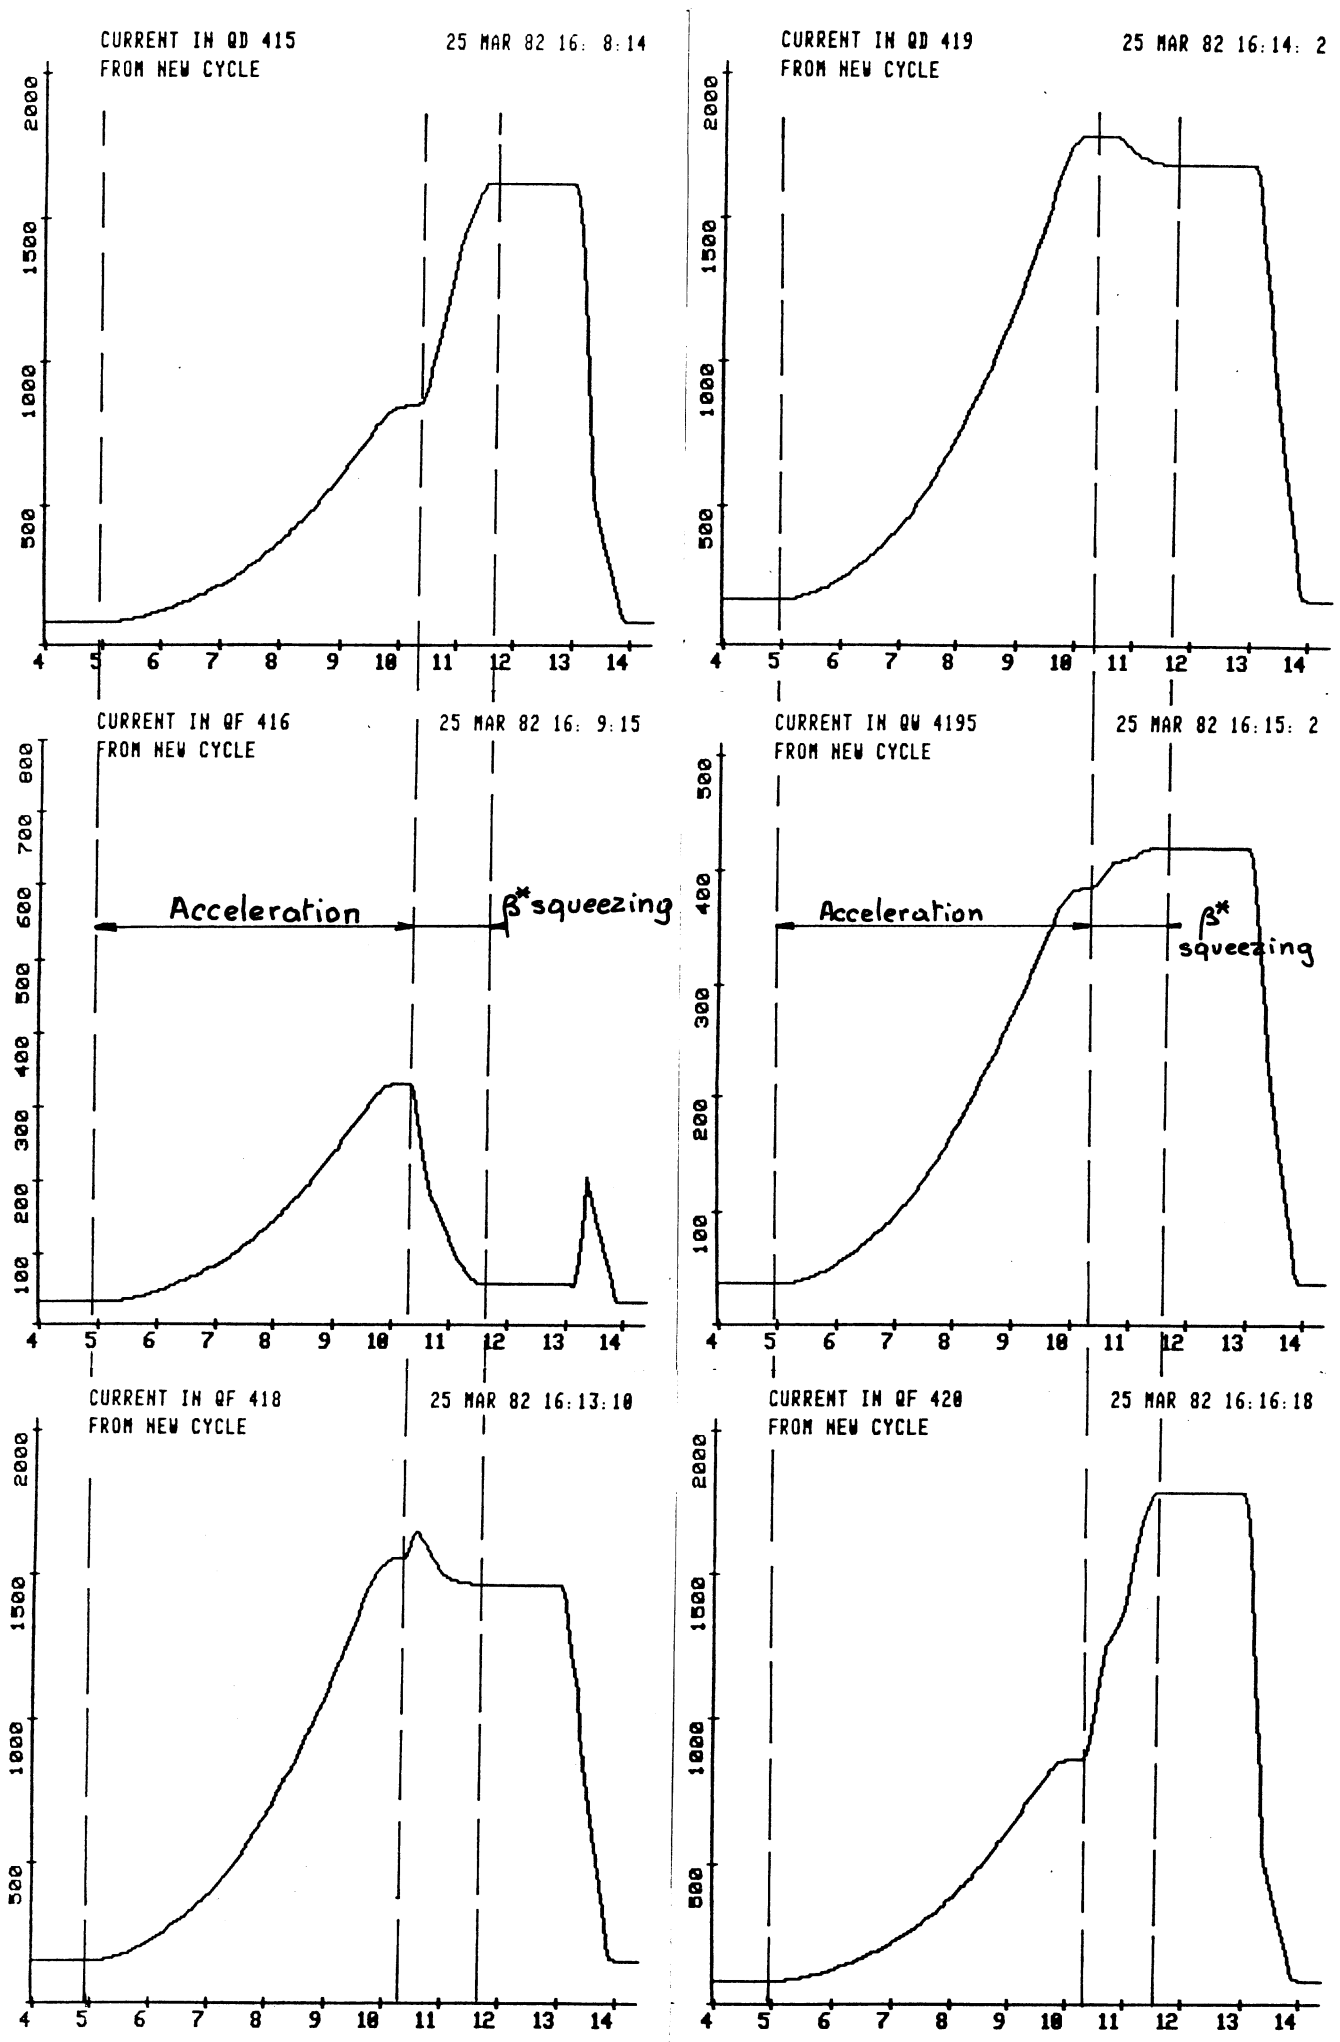 CURRENT IN QD 415 25 MAR 82 16: 8:14
FROM NEW CYCLE
2000
1500
1000
500
4 5 6 7 8 9 10 11 12 13 14
CURRENT IN QD 419 25 MAR 82 16:14: 2
FROM NEW CYCLE
2000
1500
1000
500
4 5 6 7 8 9 10 11 12 13 14
CURRENT IN QF 416 25 MAR 82 16: 9:15
FROM NEW CYCLE
800
700
600
500
400
300
200
100
Acceleration β* squeezing
4 5 6 7 8 9 10 11 12 13 14
CURRENT IN QW 4195 25 MAR 82 16:15: 2
FROM NEW CYCLE
500
400
300
200
100
Acceleration β*
squeezing
4 5 6 7 8 9 10 11 12 13 14
CURRENT IN QF 418 25 MAR 82 16:13:10
FROM NEW CYCLE
2000
1500
1000
500
4 5 6 7 8 9 10 11 12 13 14
CURRENT IN QF 420 25 MAR 82 16:16:18
FROM NEW CYCLE
2000
1500
1000
500
4 5 6 7 8 9 10 11 12 13 14